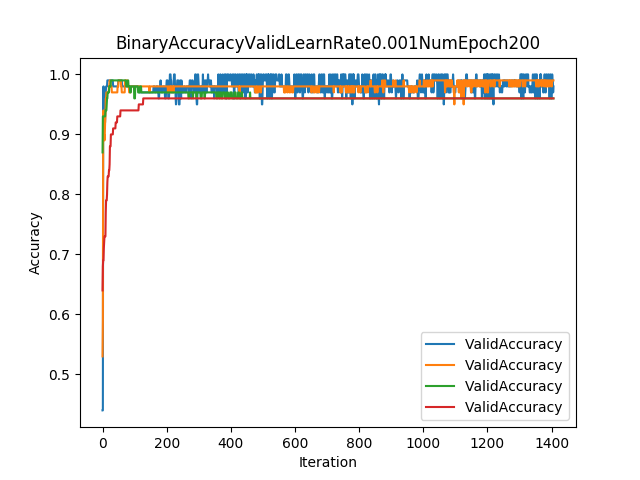 BinaryAccuracyValidLearnRate0.001NumEpoch200
1.0
0.9
0.8
0.7
0.6
0.5
Accuracy
0 200 400 600 800 1000 1200 1400
Iteration
ValidAccuracy
ValidAccuracy
ValidAccuracy
ValidAccuracy